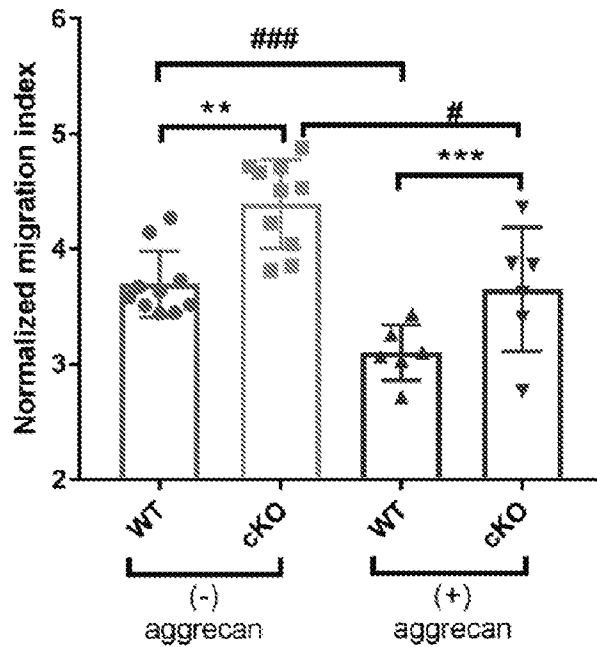 6
###
5
**
#
***
4
3
2
Normalized migration index
WT
cKO
WT
cKO
(-)
aggrecan
(+)
aggrecan